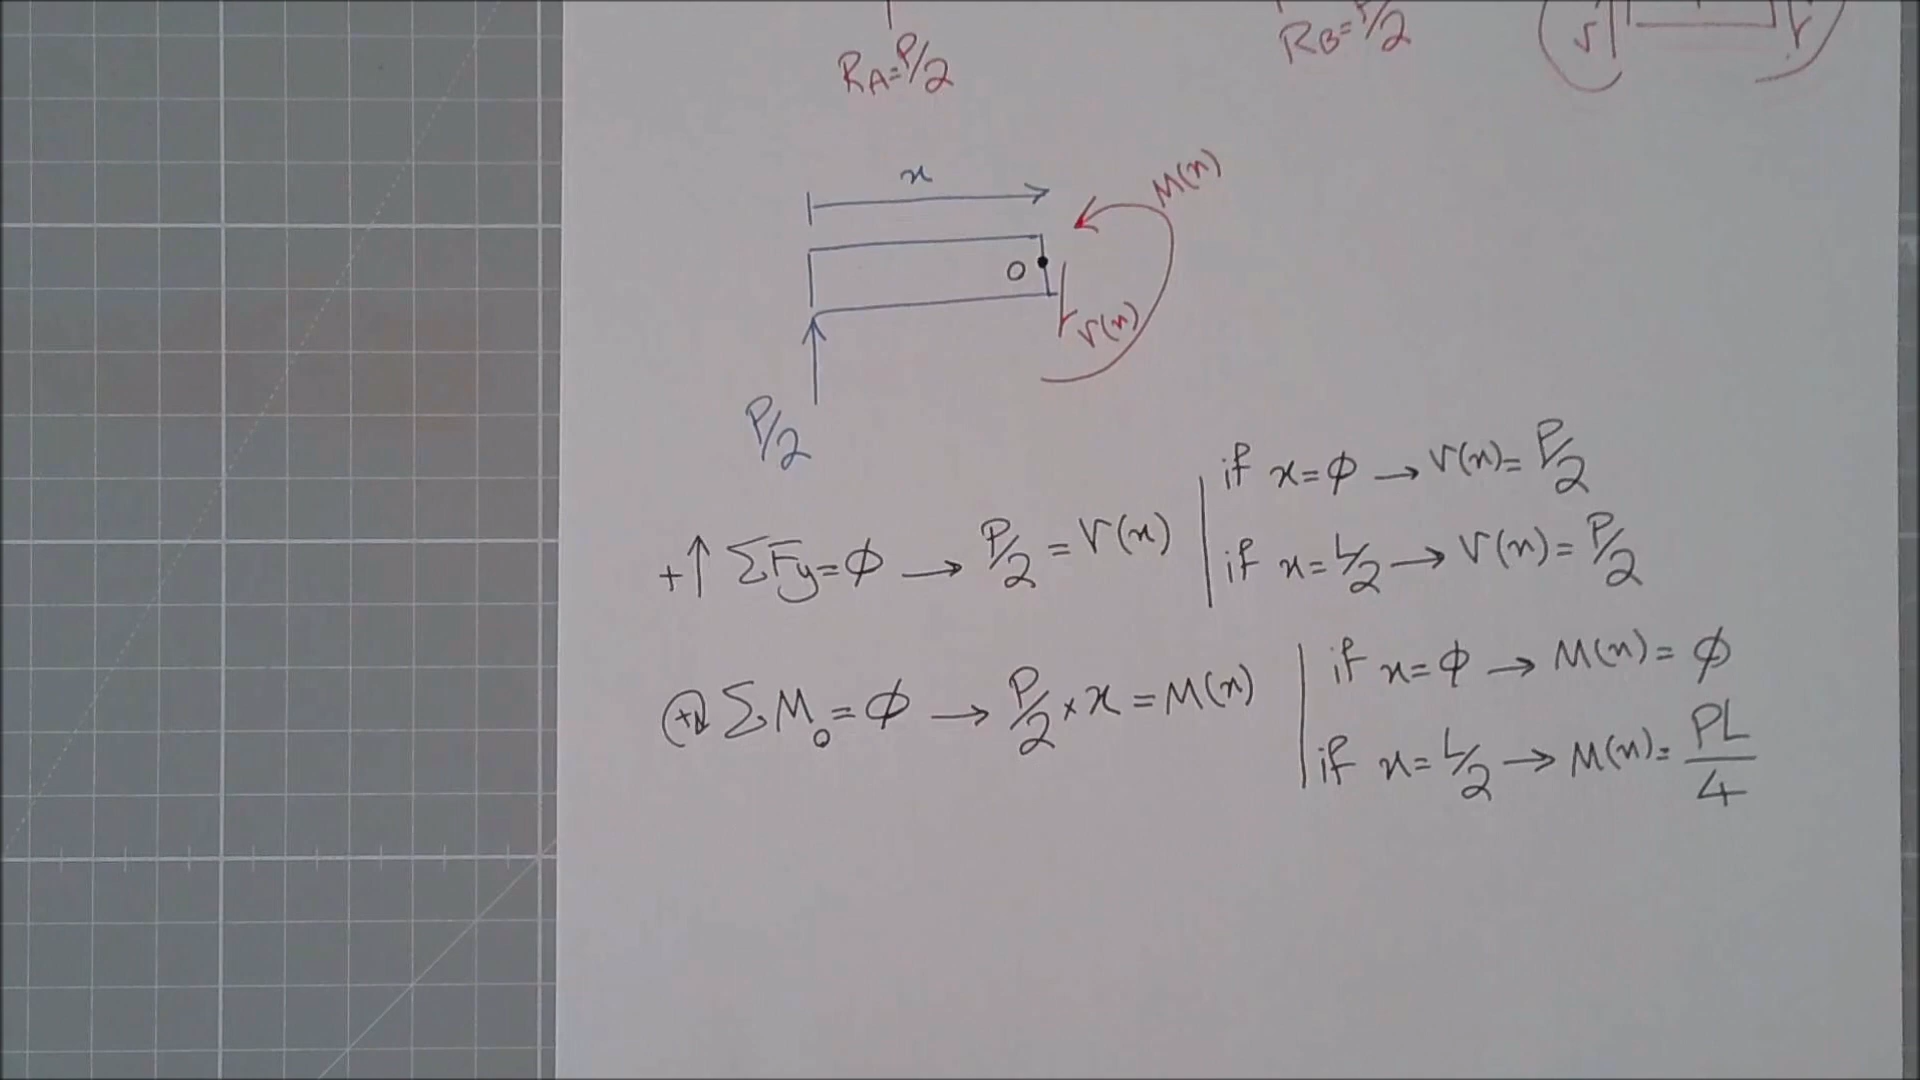 RA=P/2
RB=P/2
V
x
M(x)
O
V(x)
P/2
+↑ ΣFy=ϕ → P/2 = V(x)
if x=ϕ → V(x)= P/2
if x=L/2 → V(x)= P/2
(+↓ ΣMo = ϕ → P/2 × x = M(x)
if x=ϕ → M(x)= ϕ
if x=L/2 → M(x)= PL/4